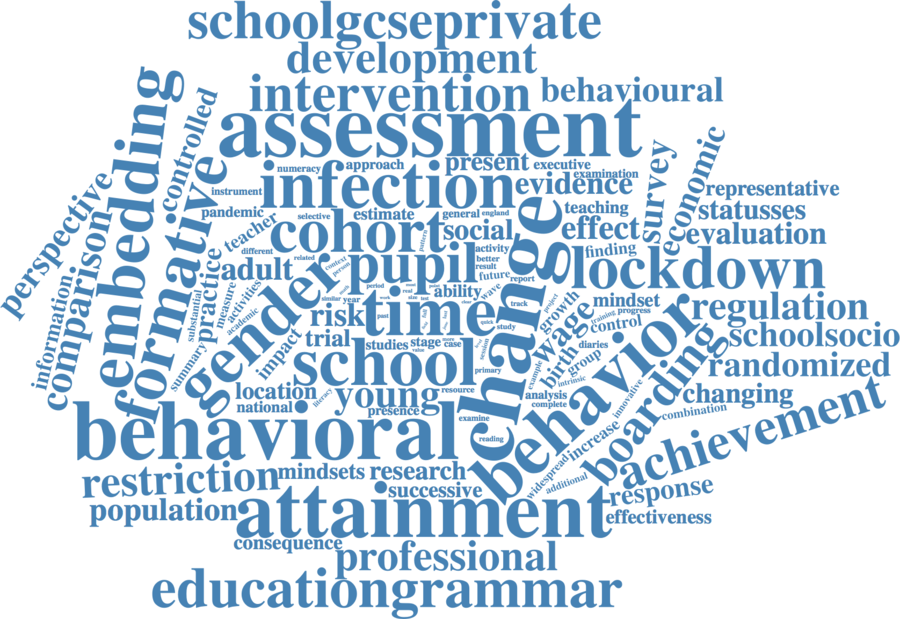 schoolgcseprivate
development
intervention
behavioural
assessment
embedding
controlled
formative
numeracy
approach
present
executive
examination
infection
evidence
survey
economic
representative
perspective
comparison
instrument
pandemic
teacher
selective
estimate
general
england
teaching
statusses
cohort
social
effect
evaluation
different
related
pattern
activity
finding
practice
adult
context
person
pupil
better
result
change
lockdown
information
substantial
measure
activities
academic
gender
period
future
report
ability
wave
similar
year
risk
past
time
track
project
growth
mindset
training
progress
regulation
impact
trial
studies
stage
value
case
session
study
wage
control
diaries
schoolsocio
summary
school
primary
example
birth
group
intrinsic
behavior
boarding
randomized
location
national
literacy
young
resource
presence
examine
analysis
complete
innovative
changing
combination
behavioral
reading
increase
achievement
restriction
mindsets
research
successive
widespread
additional
response
population
attainment
effectiveness
consequence
professional
educationgrammar